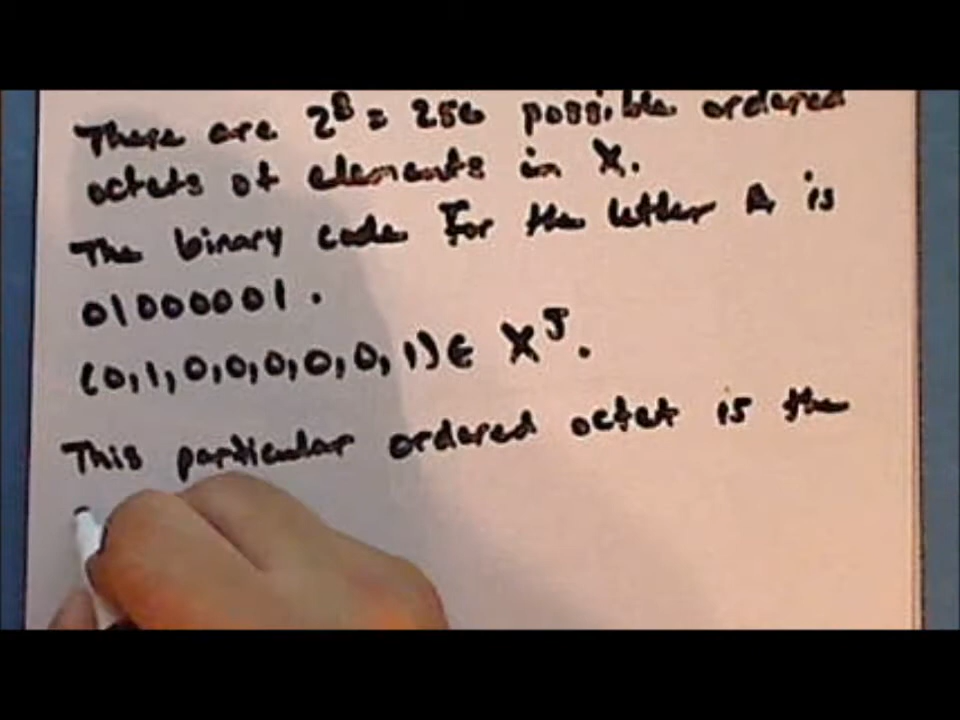 There are 2⁸ = 256 possible ordered
octets of elements in X.
The binary code for the letter A is
01000001.
(0,1,0,0,0,0,0,1) ∈ X�J.
This particular ordered octet is the